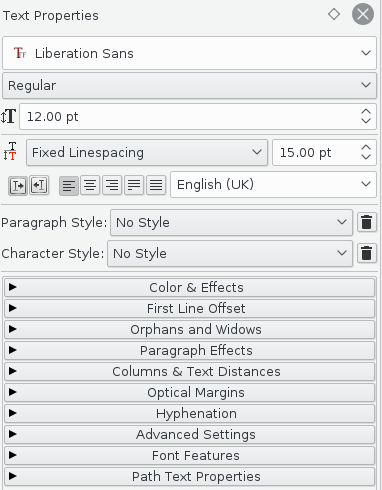 Text Properties
Liberation Sans
Regular
12.00 pt
Fixed Linespacing 15.00 pt
English (UK)
Paragraph Style: No Style
Character Style: No Style
Color & Effects
First Line Offset
Orphans and Widows
Paragraph Effects
Columns & Text Distances
Optical Margins
Hyphenation
Advanced Settings
Font Features
Path Text Properties